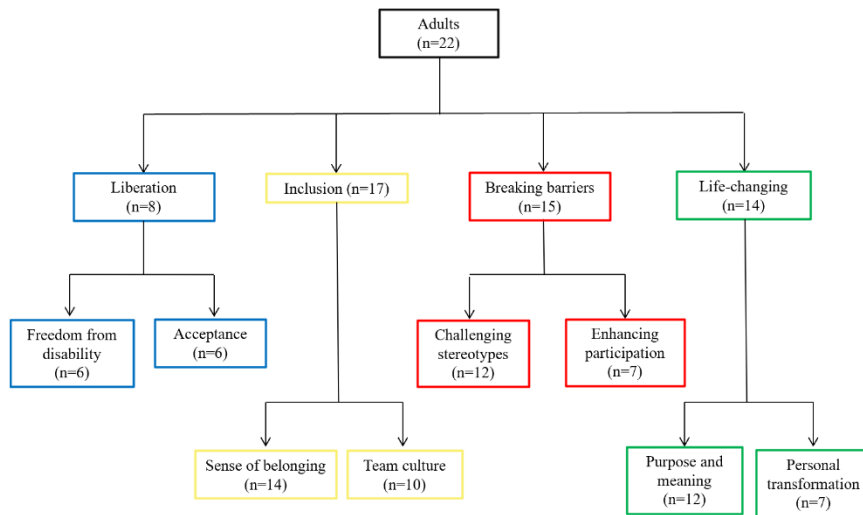 Adults
(n=22)
Liberation
(n=8)
Inclusion (n=17)
Breaking barriers
(n=15)
Life-changing
(n=14)
Freedom from
disability
(n=6)
Acceptance
(n=6)
Challenging
stereotypes
(n=12)
Enhancing
participation
(n=7)
Sense of belonging
(n=14)
Team culture
(n=10)
Purpose and
meaning
(n=12)
Personal
transformation
(n=7)